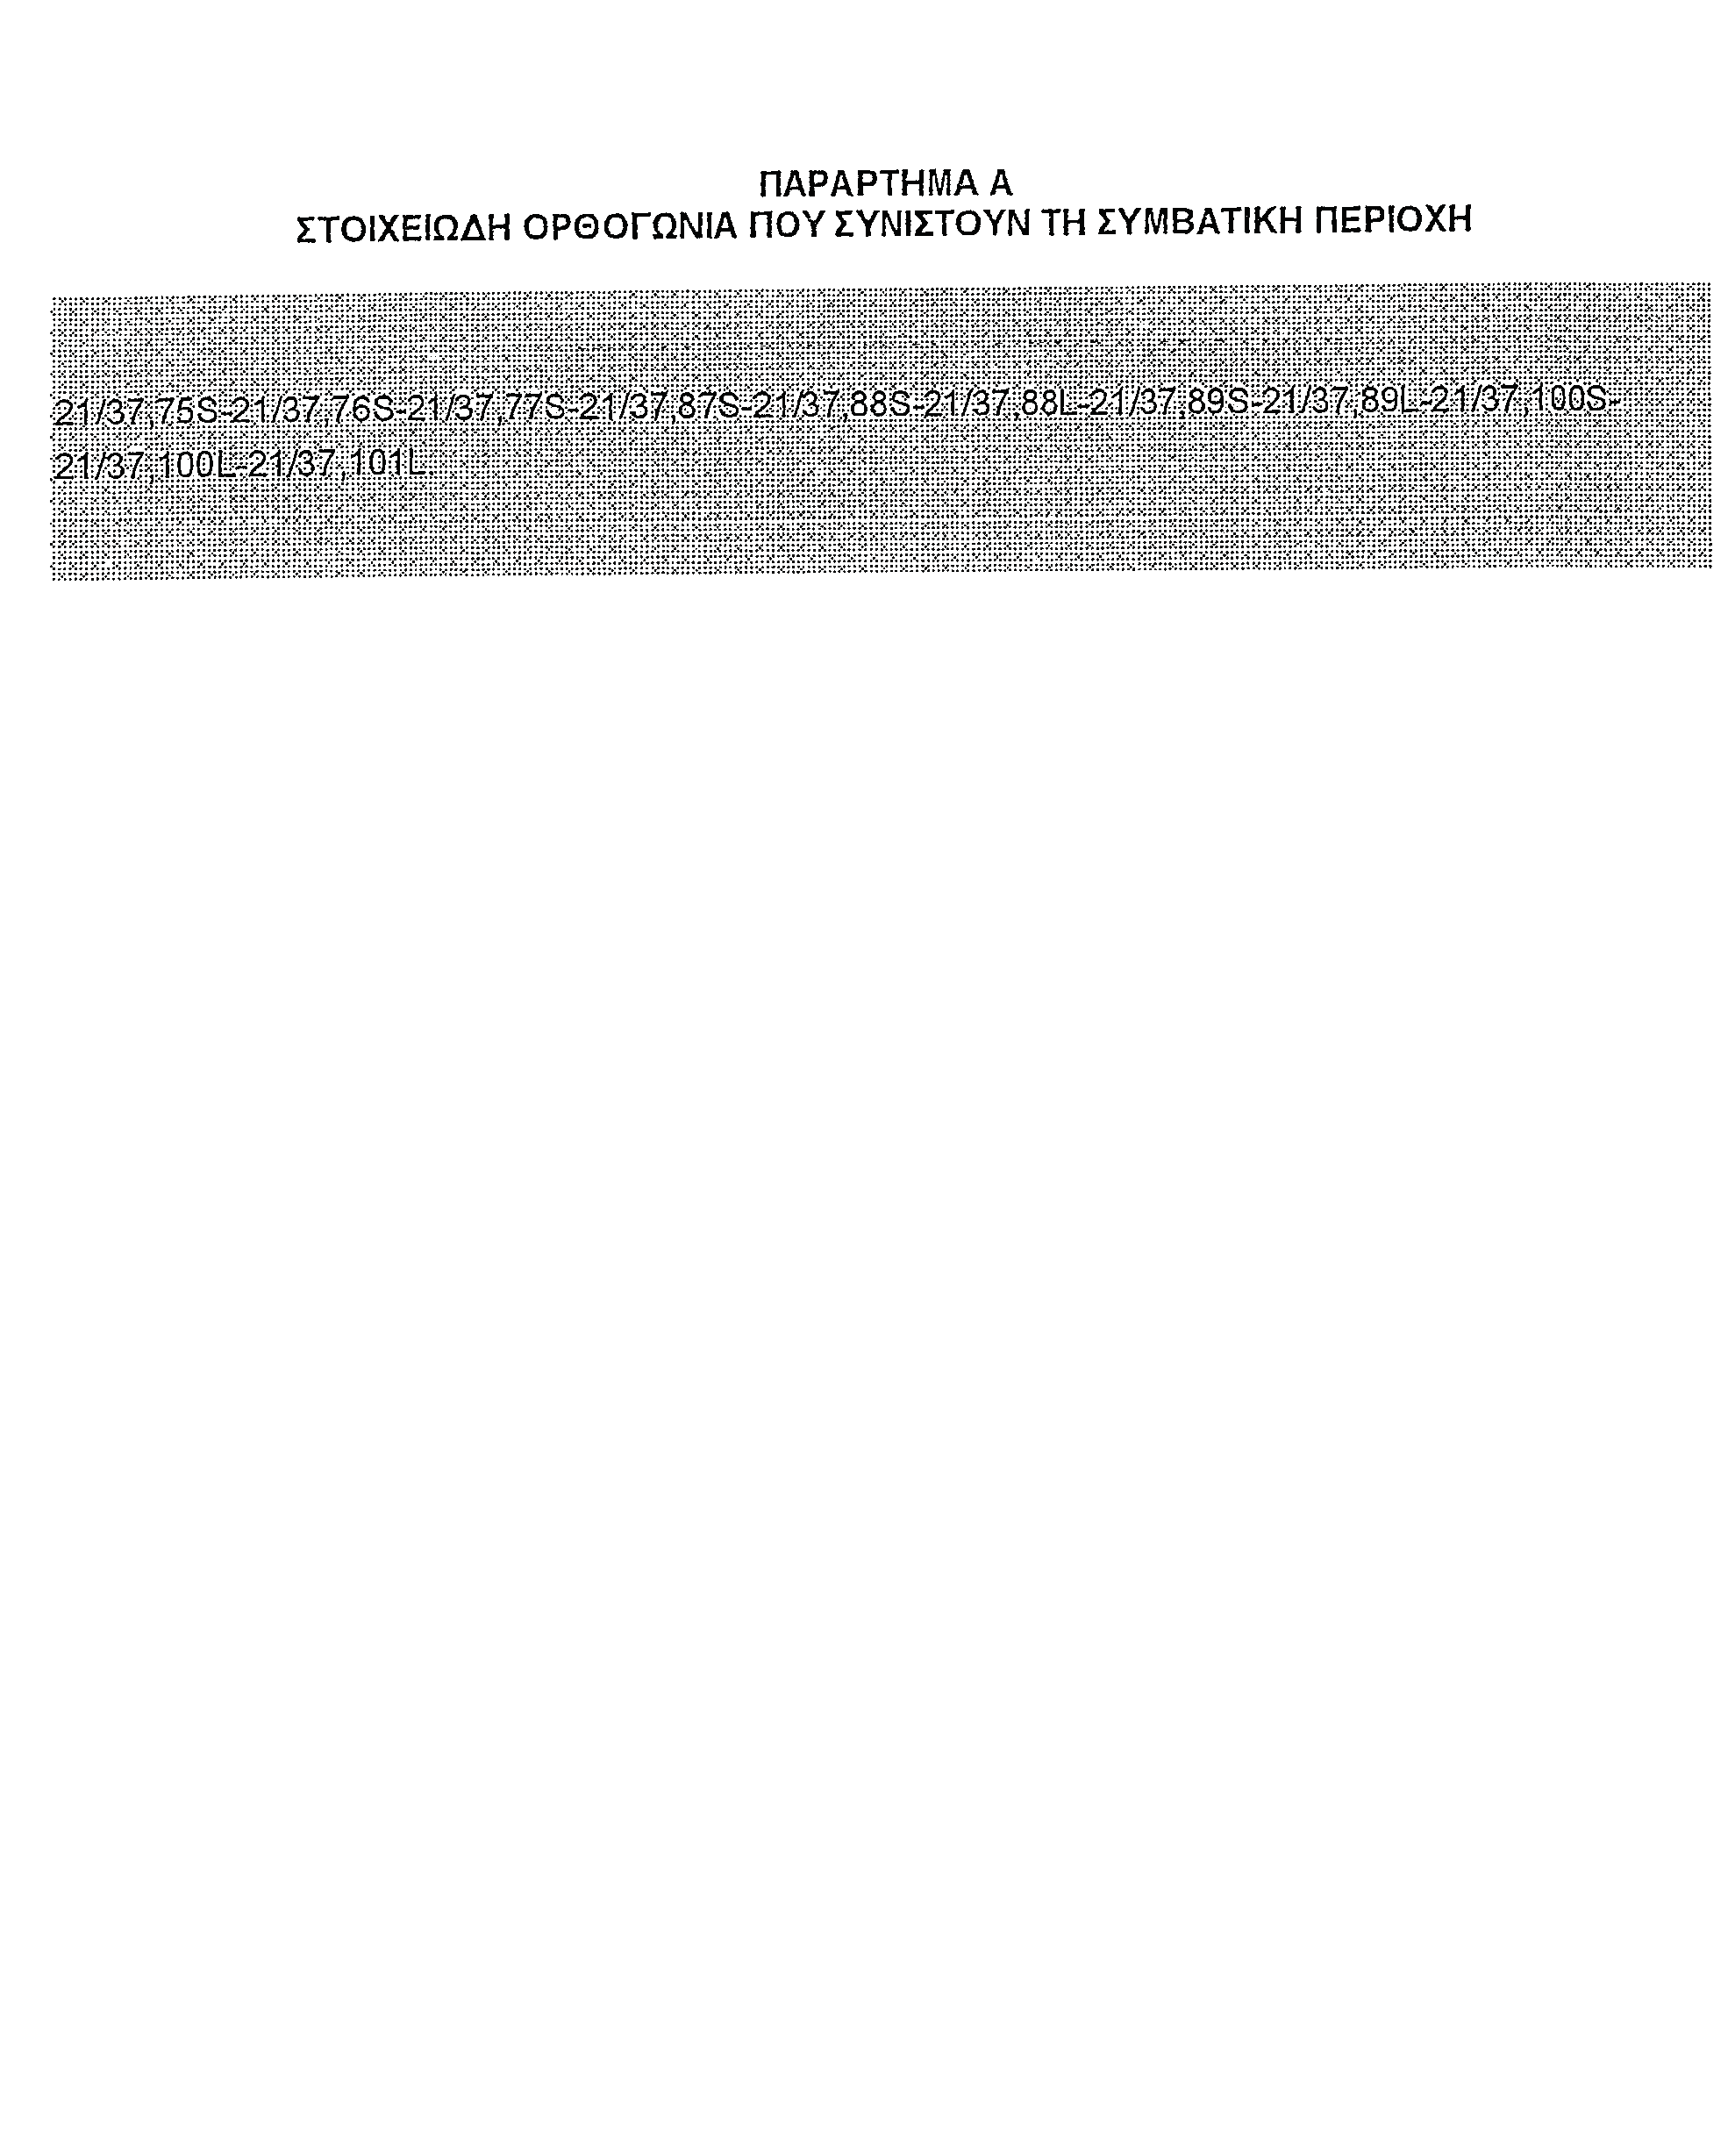 ΠΑΡΑΡΤΗΜΑ Α
ΣΤΟΙΧΕΙΩΔΗ ΟΡΘΟΓΩΝΙΑ ΠΟΥ ΣΥΝΙΣΤΟΥΝ ΤΗ ΣΥΜΒΑΤΙΚΗ ΠΕΡΙΟΧΗ
21/37,75S-21/37,76S-21/37,77S-21/37,87S-21/37,88S-21/37,88L-21/37,89S-21/37,89L-21/37,100S-
21/37,100L-21/37,101L.